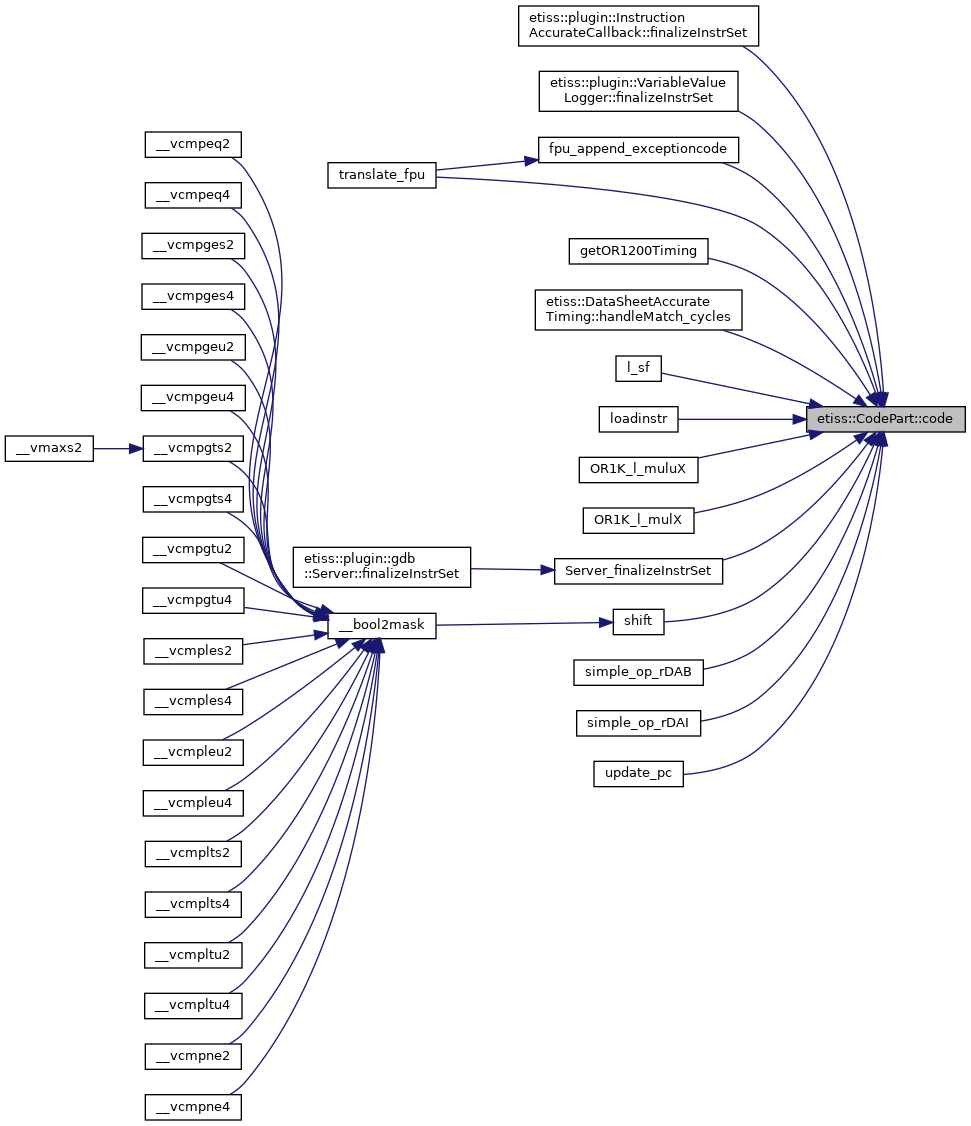 etiss::plugin::Instruction
AccurateCallback::finalizeInstrSet
etiss::plugin::VariableValue
Logger::finalizeInstrSet
fpu_append_exceptioncode
translate_fpu
getOR1200Timing
etiss::DataSheetAccurate
Timing::handleMatch_cycles
l_sf
loadinstr
etiss::CodePart::code
OR1K_l_muluX
OR1K_l_mulX
etiss::plugin::gdb
::Server::finalizeInstrSet
Server_finalizeInstrSet
__bool2mask
shift
simple_op_rDAB
simple_op_rDAI
update_pc
__vcmpeq2
__vcmpeq4
__vcmpges2
__vcmpges4
__vcmpgeu2
__vcmpgeu4
__vmaxs2
__vcmpgts2
__vcmpgts4
__vcmpgtu2
__vcmpgtu4
__vcmples2
__vcmples4
__vcmpleu2
__vcmpleu4
__vcmplts2
__vcmplts4
__vcmpltu2
__vcmpltu4
__vcmpne2
__vcmpne4